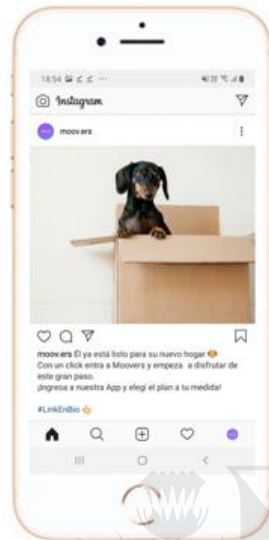 18:54
Instagram
moov.ers
moov.ers Él ya está listo para su nuevo hogar
Con un click entra a Moovers y empeza a disfrutar de
este gran paso.
¡Ingresa a nuestra App y elegí el plan a tu medida!
#LinkEnBio